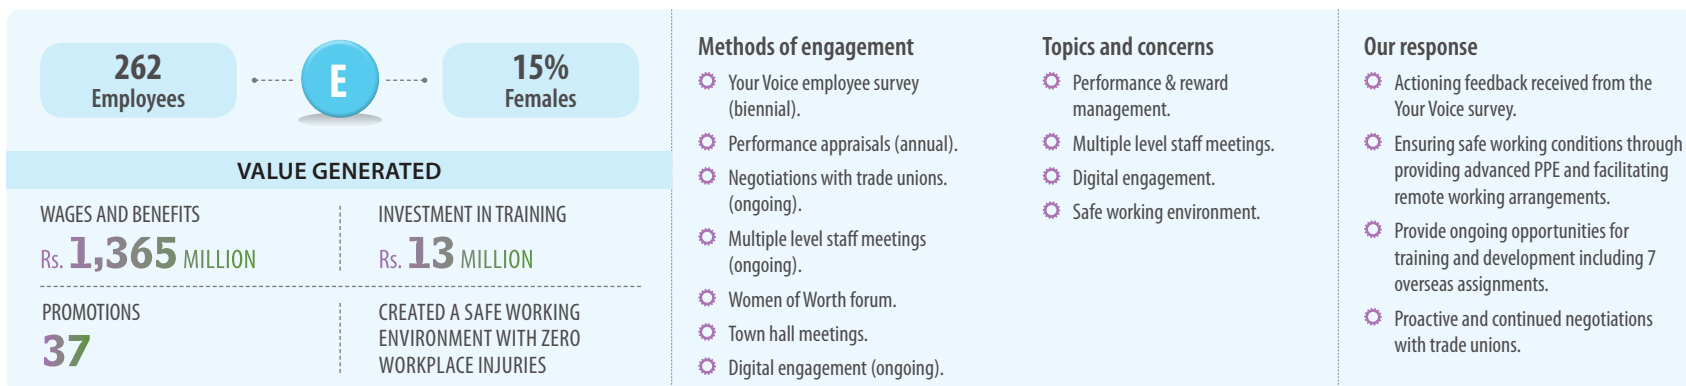 262
Employees
E
15%
Females
VALUE GENERATED
WAGES AND BENEFITS
Rs. 1,365 MILLION
INVESTMENT IN TRAINING
Rs. 13 MILLION
PROMOTIONS
37
CREATED A SAFE WORKING
ENVIRONMENT WITH ZERO
WORKPLACE INJURIES
Methods of engagement
Your Voice employee survey
(biennial).
Performance appraisals (annual).
Negotiations with trade unions.
(ongoing).
Multiple level staff meetings
(ongoing).
Women of Worth forum.
Town hall meetings.
Digital engagement (ongoing).
Topics and concerns
Performance & reward
management.
Multiple level staff meetings.
Digital engagement.
Safe working environment.
Our response
Actioning feedback received from the
Your Voice survey.
Ensuring safe working conditions through
providing advanced PPE and facilitating
remote working arrangements.
Provide ongoing opportunities for
training and development including 7
overseas assignments.
Proactive and continued negotiations
with trade unions.